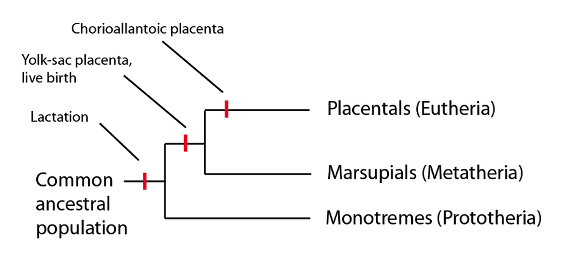 Chorioallantoic placenta
Yolk-sac placenta,
live birth
Lactation
Placentals (Eutheria)
Marsupials (Metatheria)
Common
ancestral
population
Monotremes (Prototheria)